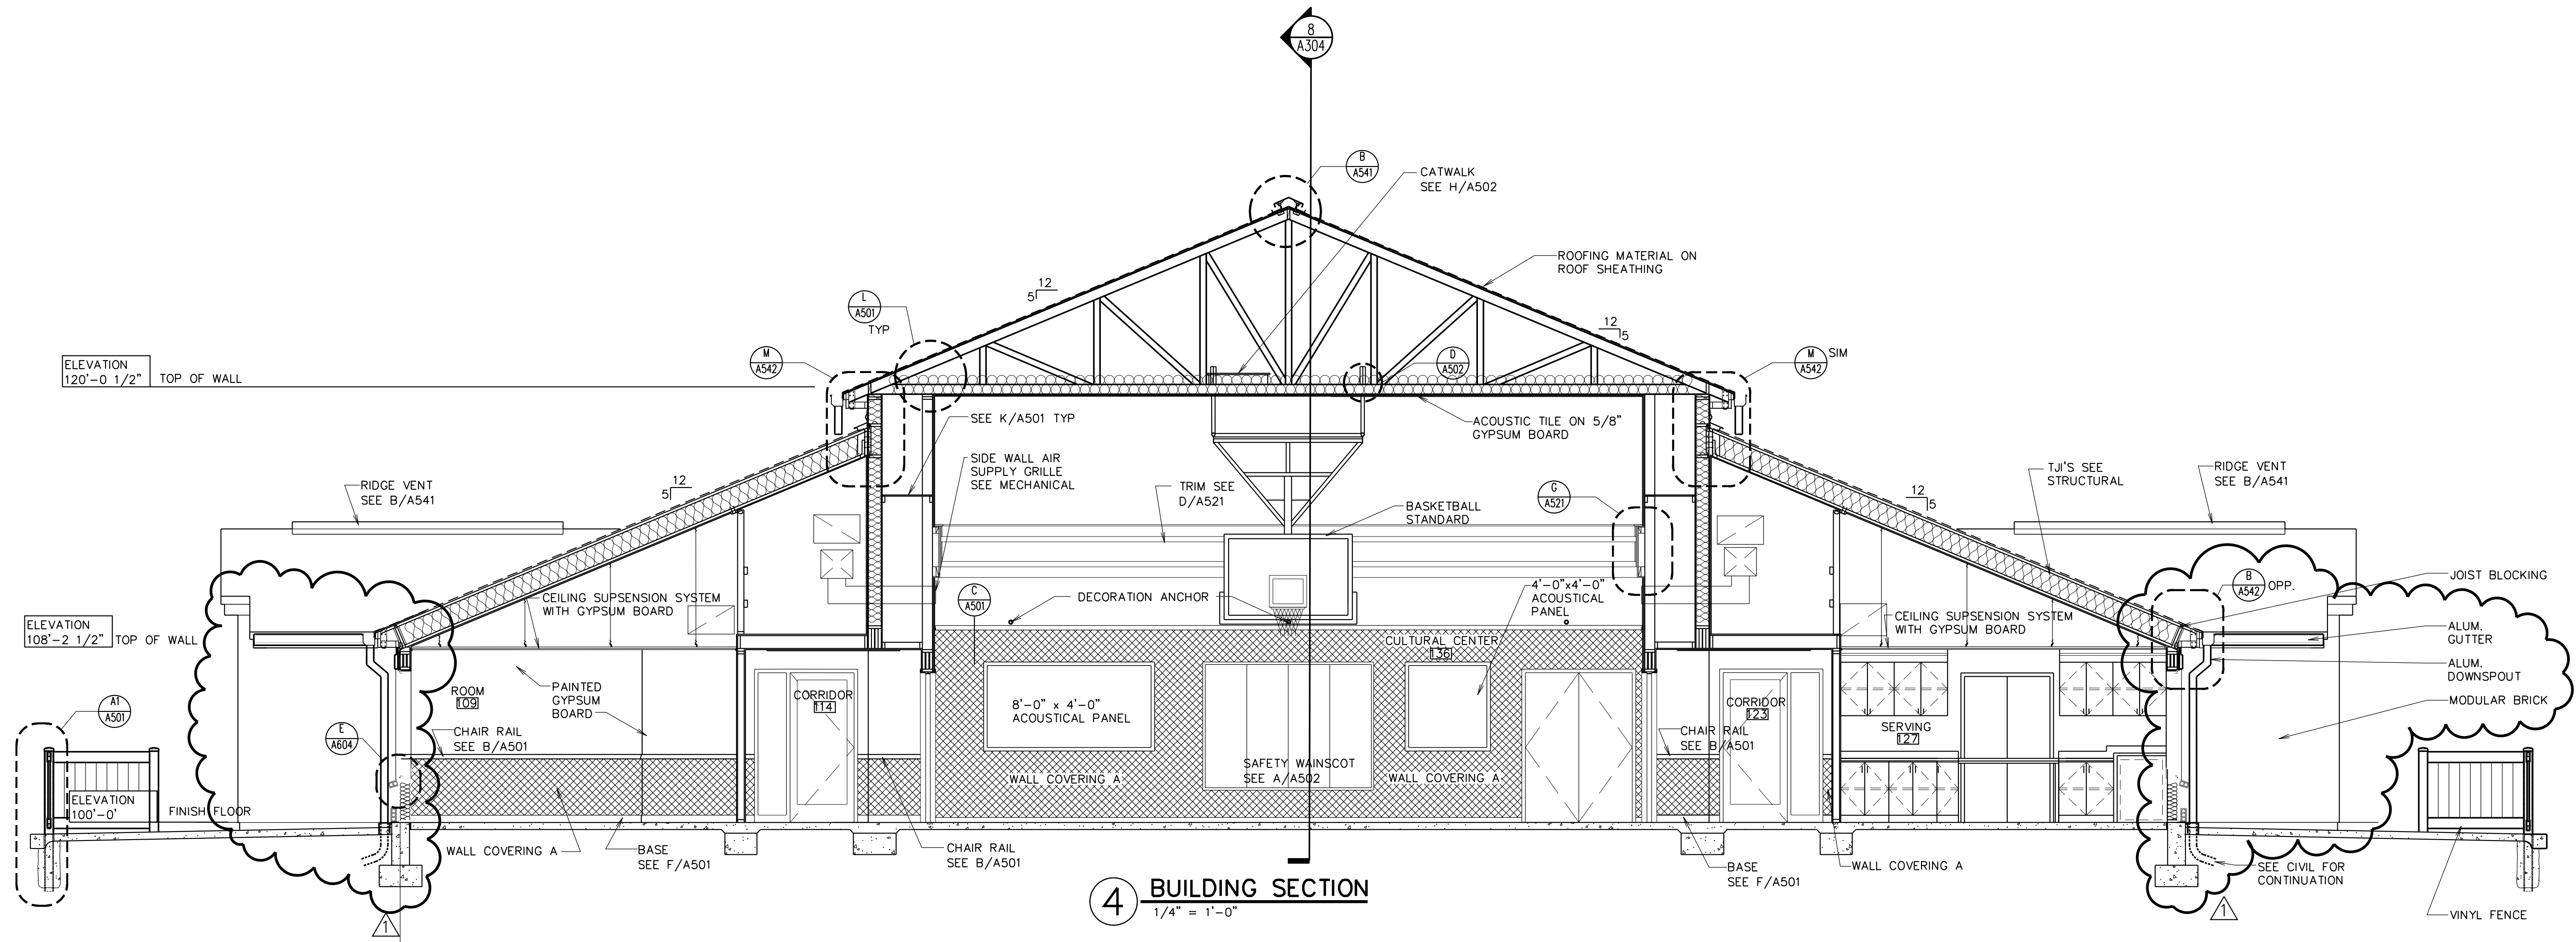 8
A304
B
A541
CATWALK
SEE H/A502
ROOFING MATERIAL ON
ROOF SHEATHING
12
5
L
A501
TYP
12
5
ELEVATION
120'-0 1/2"
TOP OF WALL
M
A542
D
A502
M
A542
SIM
SEE K/A501 TYP
ACOUSTIC TILE ON 5/8"
GYPSUM BOARD
SIDE WALL AIR
SUPPLY GRILLE
SEE MECHANICAL
TRIM SEE
D/A521
BASKETBALL
STANDARD
G
A521
TJI'S SEE
STRUCTURAL
RIDGE VENT
SEE B/A541
12
5
RIDGE VENT
SEE B/A541
12
5
CEILING SUPSENSION SYSTEM
WITH GYPSUM BOARD
C
A501
DECORATION ANCHOR
4'-0"x4'-0"
ACOUSTICAL
PANEL
CEILING SUPSENSION SYSTEM
WITH GYPSUM BOARD
B
A542
OPP.
JOIST BLOCKING
ELEVATION
108'-2 1/2"
TOP OF WALL
ALUM.
GUTTER
CULTURAL CENTER
136
ALUM.
DOWNSPOUT
ROOM
109
PAINTED
GYPSUM
BOARD
CORRIDOR
114
8'-0" x 4'-0"
ACOUSTICAL PANEL
CORRIDOR
123
MODULAR BRICK
A1
A501
E
A604
CHAIR RAIL
SEE B/A501
CHAIR RAIL
SEE B/A501
SERVING
127
WALL COVERING A
SAFETY WAINSCOT
SEE A/A502
WALL COVERING A
ELEVATION
100'-0'
FINISH FLOOR
WALL COVERING A
BASE
SEE F/A501
CHAIR RAIL
SEE B/A501
BASE
SEE F/A501
WALL COVERING A
SEE CIVIL FOR
CONTINUATION
4
BUILDING SECTION
1/4" = 1'-0"
1
1
VINYL FENCE